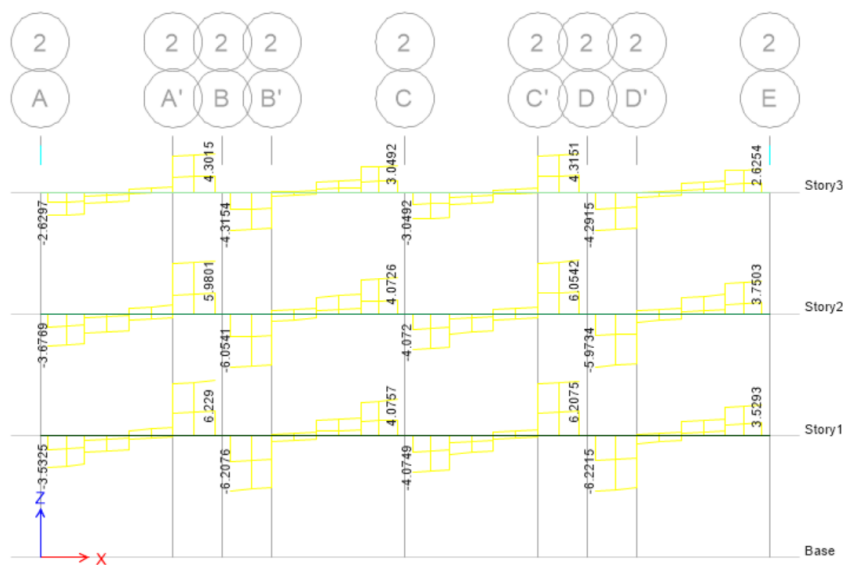 2 2 2 2 2 2 2 2 2
A A' B B' C C' D D' E
4.3015 3.0492 4.3151 2.6254
Story3
-2.6297 -4.3154 -3.0492 -4.2915
5.9801 4.0726 6.0542 3.7503
Story2
-3.6769 -6.0541 -4.072 -5.9734
6.229 4.0757 6.2075 3.5293
Story1
-3.5325 -6.2076 -4.0749 -6.2215
Z
X
Base